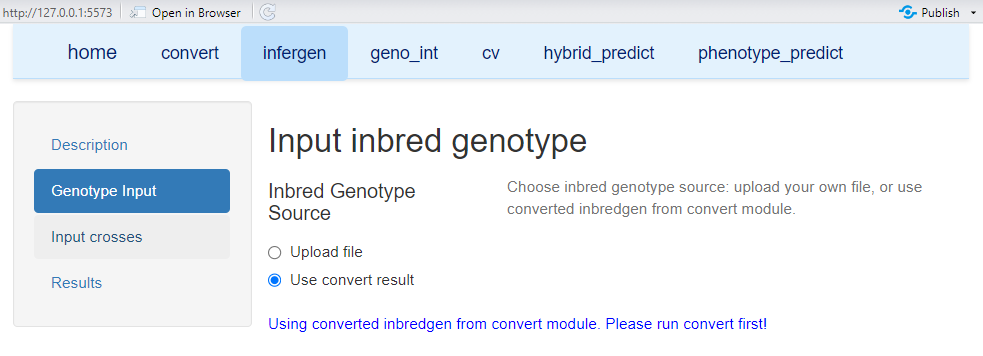 http://127.0.0.1:5573 Open in Browser Publish
home convert infergen geno_int cv hybrid_predict phenotype_predict
Description
Genotype Input
Input crosses
Results
Input inbred genotype
Inbred Genotype
Source
Choose inbred genotype source: upload your own file, or use
converted inbredgen from convert module.
Upload file
Use convert result
Using converted inbredgen from convert module. Please run convert first!